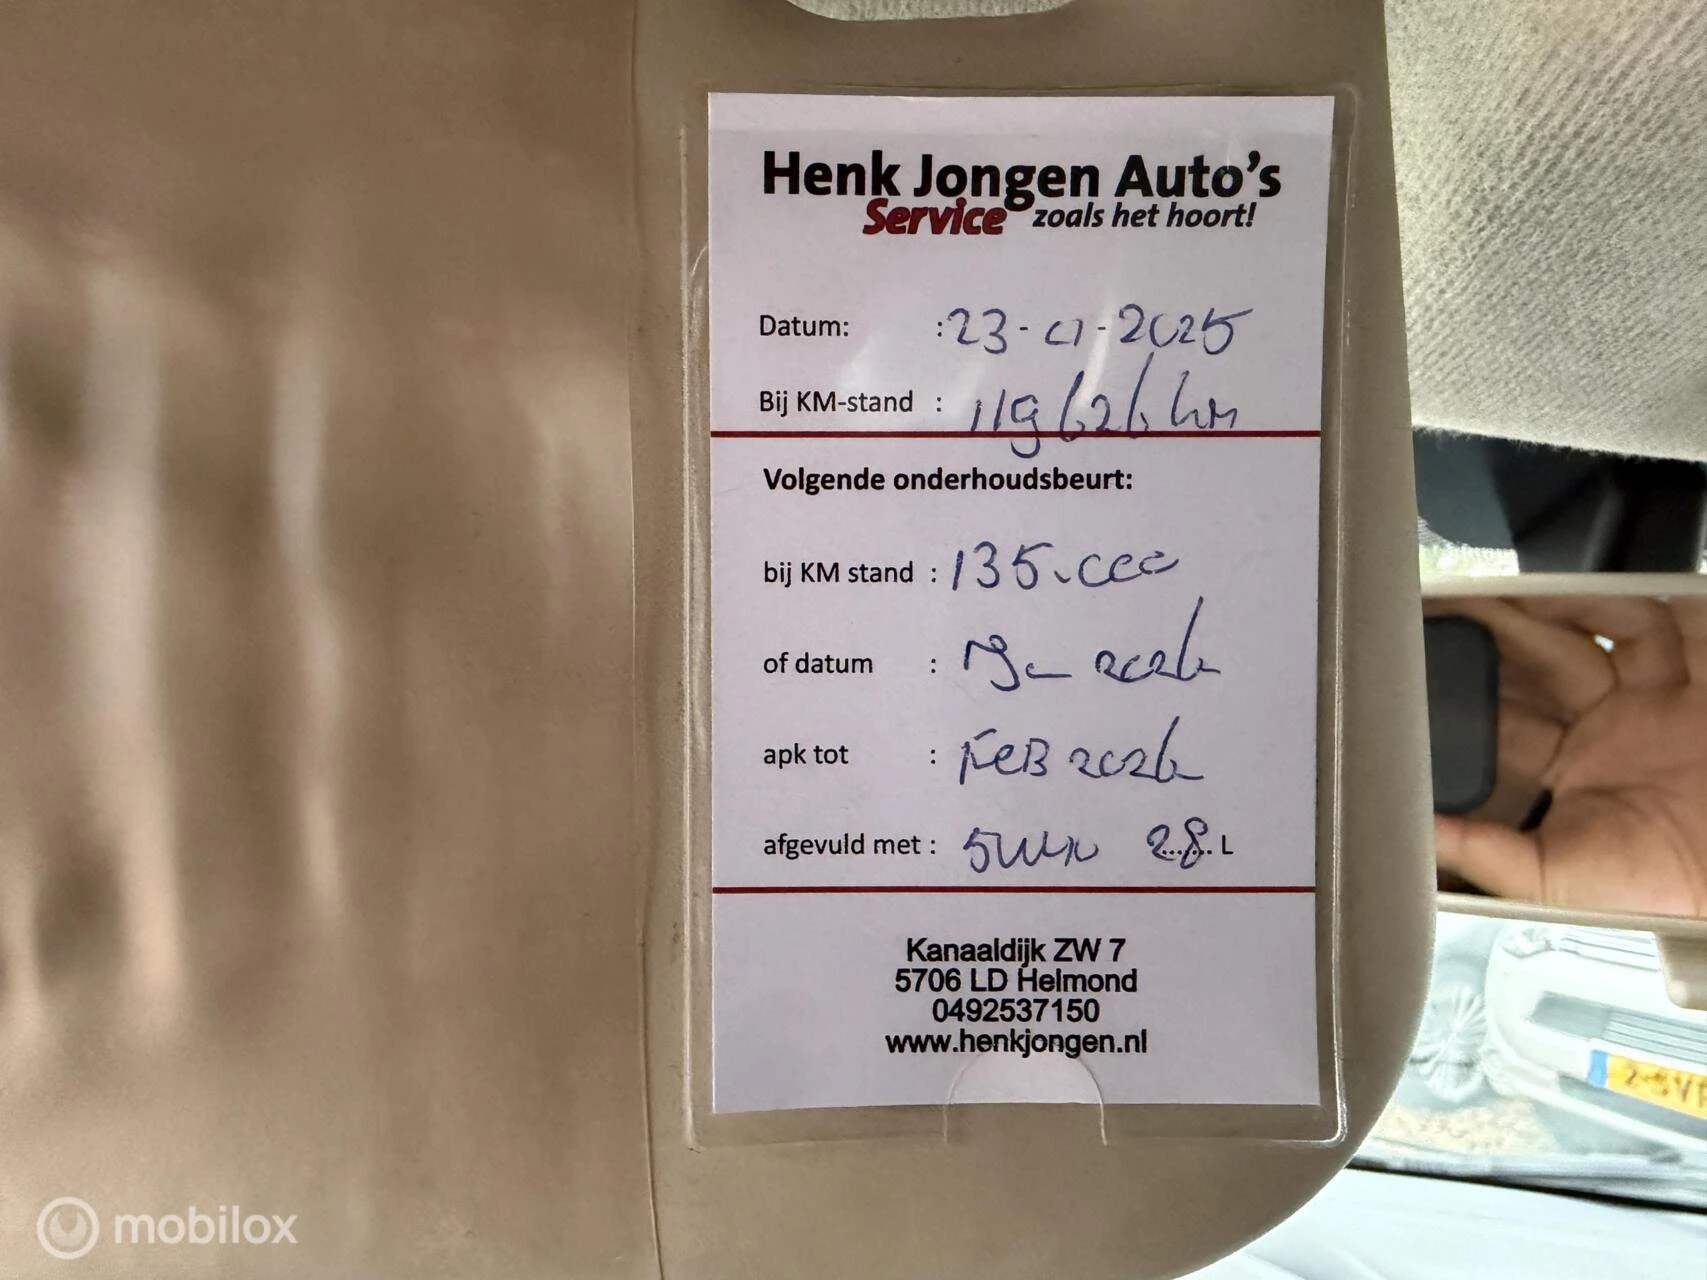 Henk Jongen Auto's
Service zoals het hoort!
Datum: : 23-01-2025
Bij KM-stand : 119626 km
Volgende onderhoudsbeurt:
bij KM stand : 135.000
of datum : 2026
apk tot : FEB 2026
afgevuld met : 2.8 L
Kanaaldijk ZW 7
5706 LD Helmond
0492537150
www.henkjongen.nl
mobilox